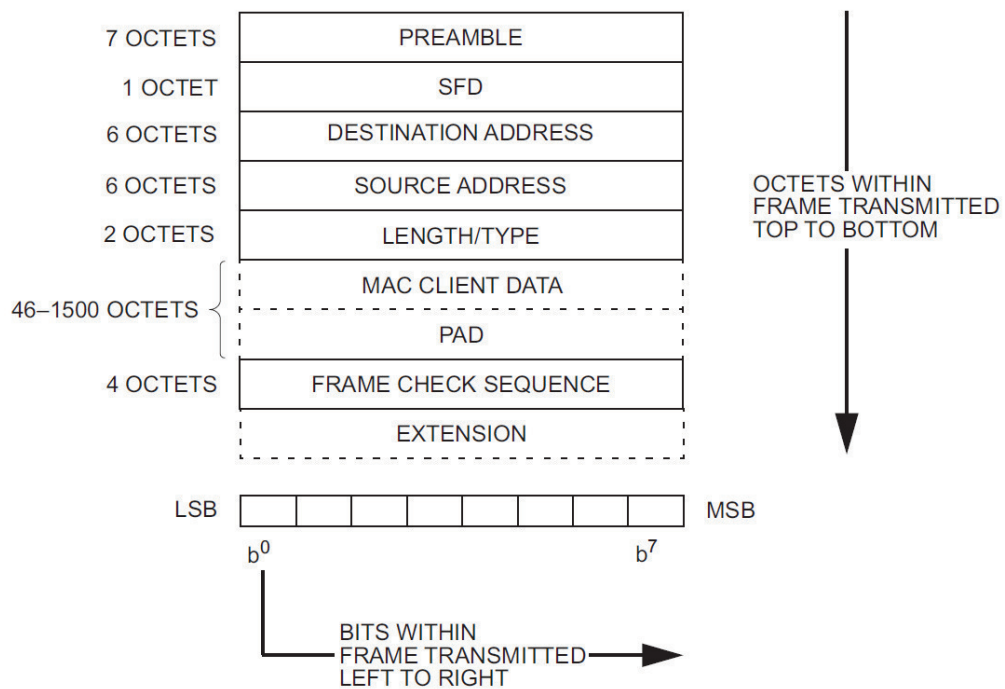 7 OCTETS PREAMBLE
1 OCTET SFD
6 OCTETS DESTINATION ADDRESS
6 OCTETS SOURCE ADDRESS
2 OCTETS LENGTH/TYPE
MAC CLIENT DATA
46–1500 OCTETS
PAD
4 OCTETS FRAME CHECK SEQUENCE
EXTENSION
OCTETS WITHIN
FRAME TRANSMITTED
TOP TO BOTTOM
LSB MSB
b0 b7
BITS WITHIN
FRAME TRANSMITTED
LEFT TO RIGHT